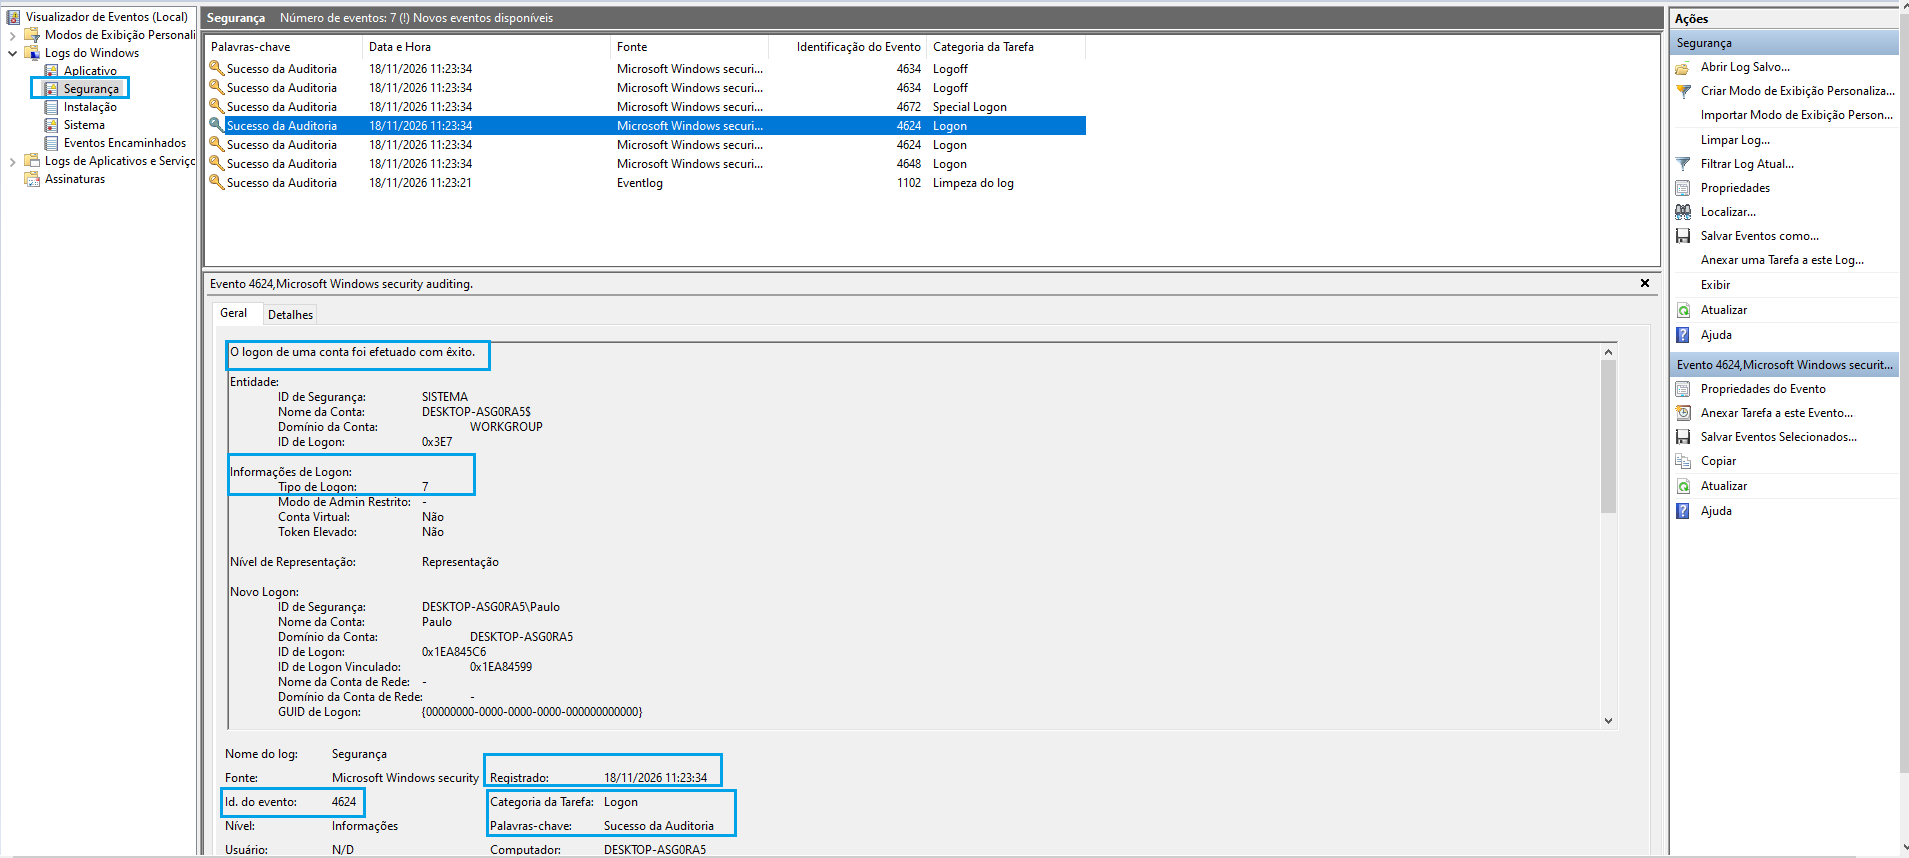 Visualizador de Eventos (Local)
Modos de Exibição Personali
Logs do Windows
Aplicativo
Segurança
Instalação
Sistema
Eventos Encaminhados
Logs de Aplicativos e Serviço
Assinaturas
Segurança Número de eventos: 7 (!) Novos eventos disponíveis
Palavras-chave Data e Hora Fonte Identificação do Evento Categoria da Tarefa
Sucesso da Auditoria 18/11/2026 11:23:34 Microsoft Windows securi... 4634 Logoff
Sucesso da Auditoria 18/11/2026 11:23:34 Microsoft Windows securi... 4634 Logoff
Sucesso da Auditoria 18/11/2026 11:23:34 Microsoft Windows securi... 4672 Special Logon
Sucesso da Auditoria 18/11/2026 11:23:34 Microsoft Windows securi... 4624 Logon
Sucesso da Auditoria 18/11/2026 11:23:34 Microsoft Windows securi... 4624 Logon
Sucesso da Auditoria 18/11/2026 11:23:34 Microsoft Windows securi... 4648 Logon
Sucesso da Auditoria 18/11/2026 11:23:21 Eventlog 1102 Limpeza do log
Evento 4624,Microsoft Windows security auditing.
Geral Detalhes
O logon de uma conta foi efetuado com êxito.
Entidade:
ID de Segurança: SISTEMA
Nome da Conta: DESKTOP-ASG0RA5$
Domínio da Conta: WORKGROUP
ID de Logon: 0x3E7
Informações de Logon:
Tipo de Logon: 7
Modo de Admin Restrito: -
Conta Virtual: Não
Token Elevado: Não
Nível de Representação: Representação
Novo Logon:
ID de Segurança: DESKTOP-ASG0RA5\Paulo
Nome da Conta: Paulo
Domínio da Conta: DESKTOP-ASG0RA5
ID de Logon: 0x1EA845C6
ID de Logon Vinculado: 0x1EA84599
Nome da Conta de Rede: -
Domínio da Conta de Rede: -
GUID de Logon: {00000000-0000-0000-0000-000000000000}
Nome do log: Segurança
Fonte: Microsoft Windows security Registrado: 18/11/2026 11:23:34
Id. do evento: 4624 Categoria da Tarefa: Logon
Nível: Informações Palavras-chave: Sucesso da Auditoria
Usuário: N/D Computador: DESKTOP-ASG0RA5
Ações
Segurança
Abrir Log Salvo...
Criar Modo de Exibição Personaliza...
Importar Modo de Exibição Person...
Limpar Log...
Filtrar Log Atual...
Propriedades
Localizar...
Salvar Eventos como...
Anexar uma Tarefa a este Log...
Exibir
Atualizar
Ajuda
Evento 4624,Microsoft Windows securit...
Propriedades do Evento
Anexar Tarefa a este Evento...
Salvar Eventos Selecionados...
Copiar
Atualizar
Ajuda